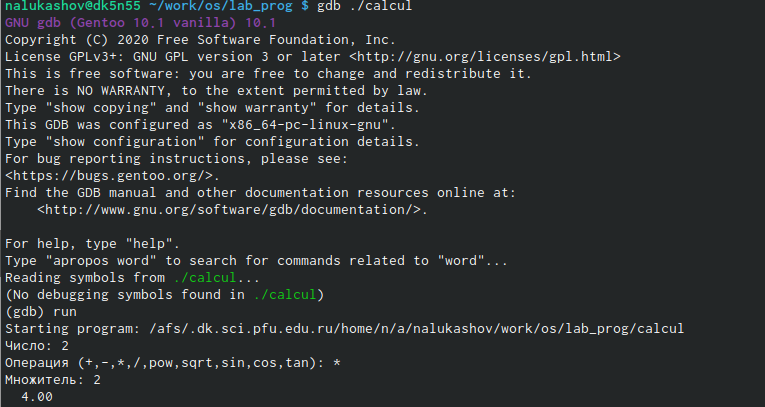 nalukashov@dk5n55 ~/work/os/lab_prog $ gdb ./calcul
GNU gdb (Gentoo 10.1 vanilla) 10.1
Copyright (C) 2020 Free Software Foundation, Inc.
License GPLv3+: GNU GPL version 3 or later <http://gnu.org/licenses/gpl.html>
This is free software: you are free to change and redistribute it.
There is NO WARRANTY, to the extent permitted by law.
Type "show copying" and "show warranty" for details.
This GDB was configured as "x86_64-pc-linux-gnu".
Type "show configuration" for configuration details.
For bug reporting instructions, please see:
<https://bugs.gentoo.org/>.
Find the GDB manual and other documentation resources online at:
    <http://www.gnu.org/software/gdb/documentation/>.

For help, type "help".
Type "apropos word" to search for commands related to "word"...
Reading symbols from ./calcul...
(No debugging symbols found in ./calcul)
(gdb) run
Starting program: /afs/.dk.sci.pfu.edu.ru/home/n/a/nalukashov/work/os/lab_prog/calcul
Число: 2
Операция (+,-,*,/,pow,sqrt,sin,cos,tan): *
Множитель: 2
  4.00